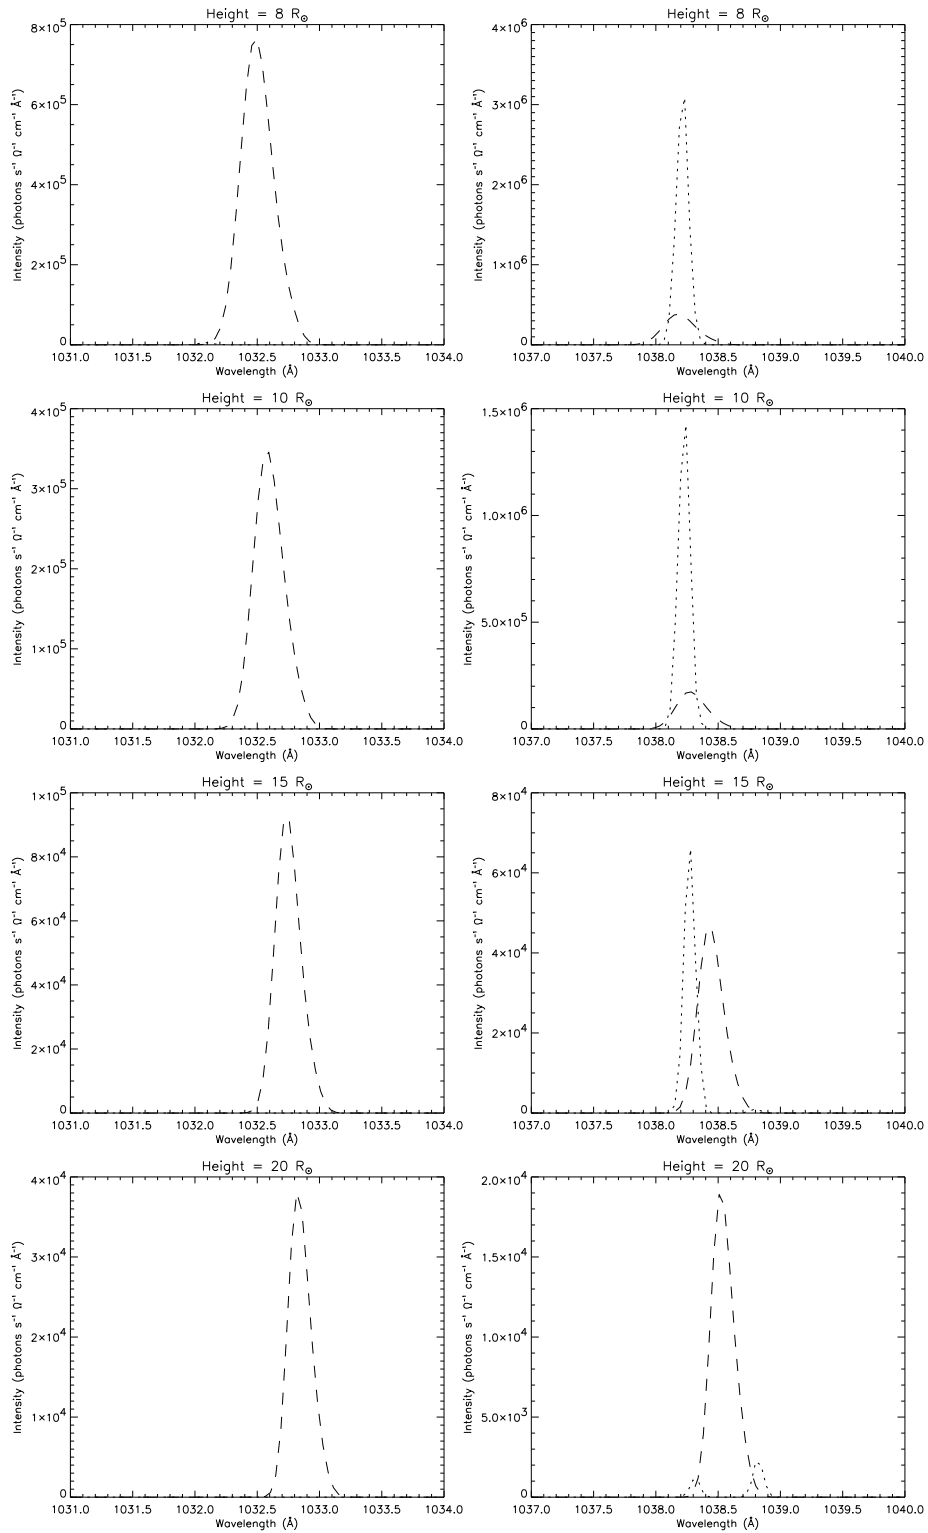 Height = 8 R☉
Intensity (photons s⁻¹ Ω⁻¹ cm⁻¹ Å⁻¹)
8×10⁵
6×10⁵
4×10⁵
2×10⁵
0
1031.0 1031.5 1032.0 1032.5 1033.0 1033.5 1034.0
Wavelength (Å)
Height = 8 R☉
Intensity (photons s⁻¹ Ω⁻¹ cm⁻¹ Å⁻¹)
4×10⁶
3×10⁶
2×10⁶
1×10⁶
0
1037.0 1037.5 1038.0 1038.5 1039.0 1039.5 1040.0
Wavelength (Å)
Height = 10 R☉
Intensity (photons s⁻¹ Ω⁻¹ cm⁻¹ Å⁻¹)
4×10⁵
3×10⁵
2×10⁵
1×10⁵
0
1031.0 1031.5 1032.0 1032.5 1033.0 1033.5 1034.0
Wavelength (Å)
Height = 10 R☉
Intensity (photons s⁻¹ Ω⁻¹ cm⁻¹ Å⁻¹)
1.5×10⁶
1.0×10⁶
5.0×10⁵
0
1037.0 1037.5 1038.0 1038.5 1039.0 1039.5 1040.0
Wavelength (Å)
Height = 15 R☉
Intensity (photons s⁻¹ Ω⁻¹ cm⁻¹ Å⁻¹)
1×10⁵
8×10⁴
6×10⁴
4×10⁴
2×10⁴
0
1031.0 1031.5 1032.0 1032.5 1033.0 1033.5 1034.0
Wavelength (Å)
Height = 15 R☉
Intensity (photons s⁻¹ Ω⁻¹ cm⁻¹ Å⁻¹)
8×10⁴
6×10⁴
4×10⁴
2×10⁴
0
1037.0 1037.5 1038.0 1038.5 1039.0 1039.5 1040.0
Wavelength (Å)
Height = 20 R☉
Intensity (photons s⁻¹ Ω⁻¹ cm⁻¹ Å⁻¹)
4×10⁴
3×10⁴
2×10⁴
1×10⁴
0
1031.0 1031.5 1032.0 1032.5 1033.0 1033.5 1034.0
Wavelength (Å)
Height = 20 R☉
Intensity (photons s⁻¹ Ω⁻¹ cm⁻¹ Å⁻¹)
2.0×10⁴
1.5×10⁴
1.0×10⁴
5.0×10³
0
1037.0 1037.5 1038.0 1038.5 1039.0 1039.5 1040.0
Wavelength (Å)